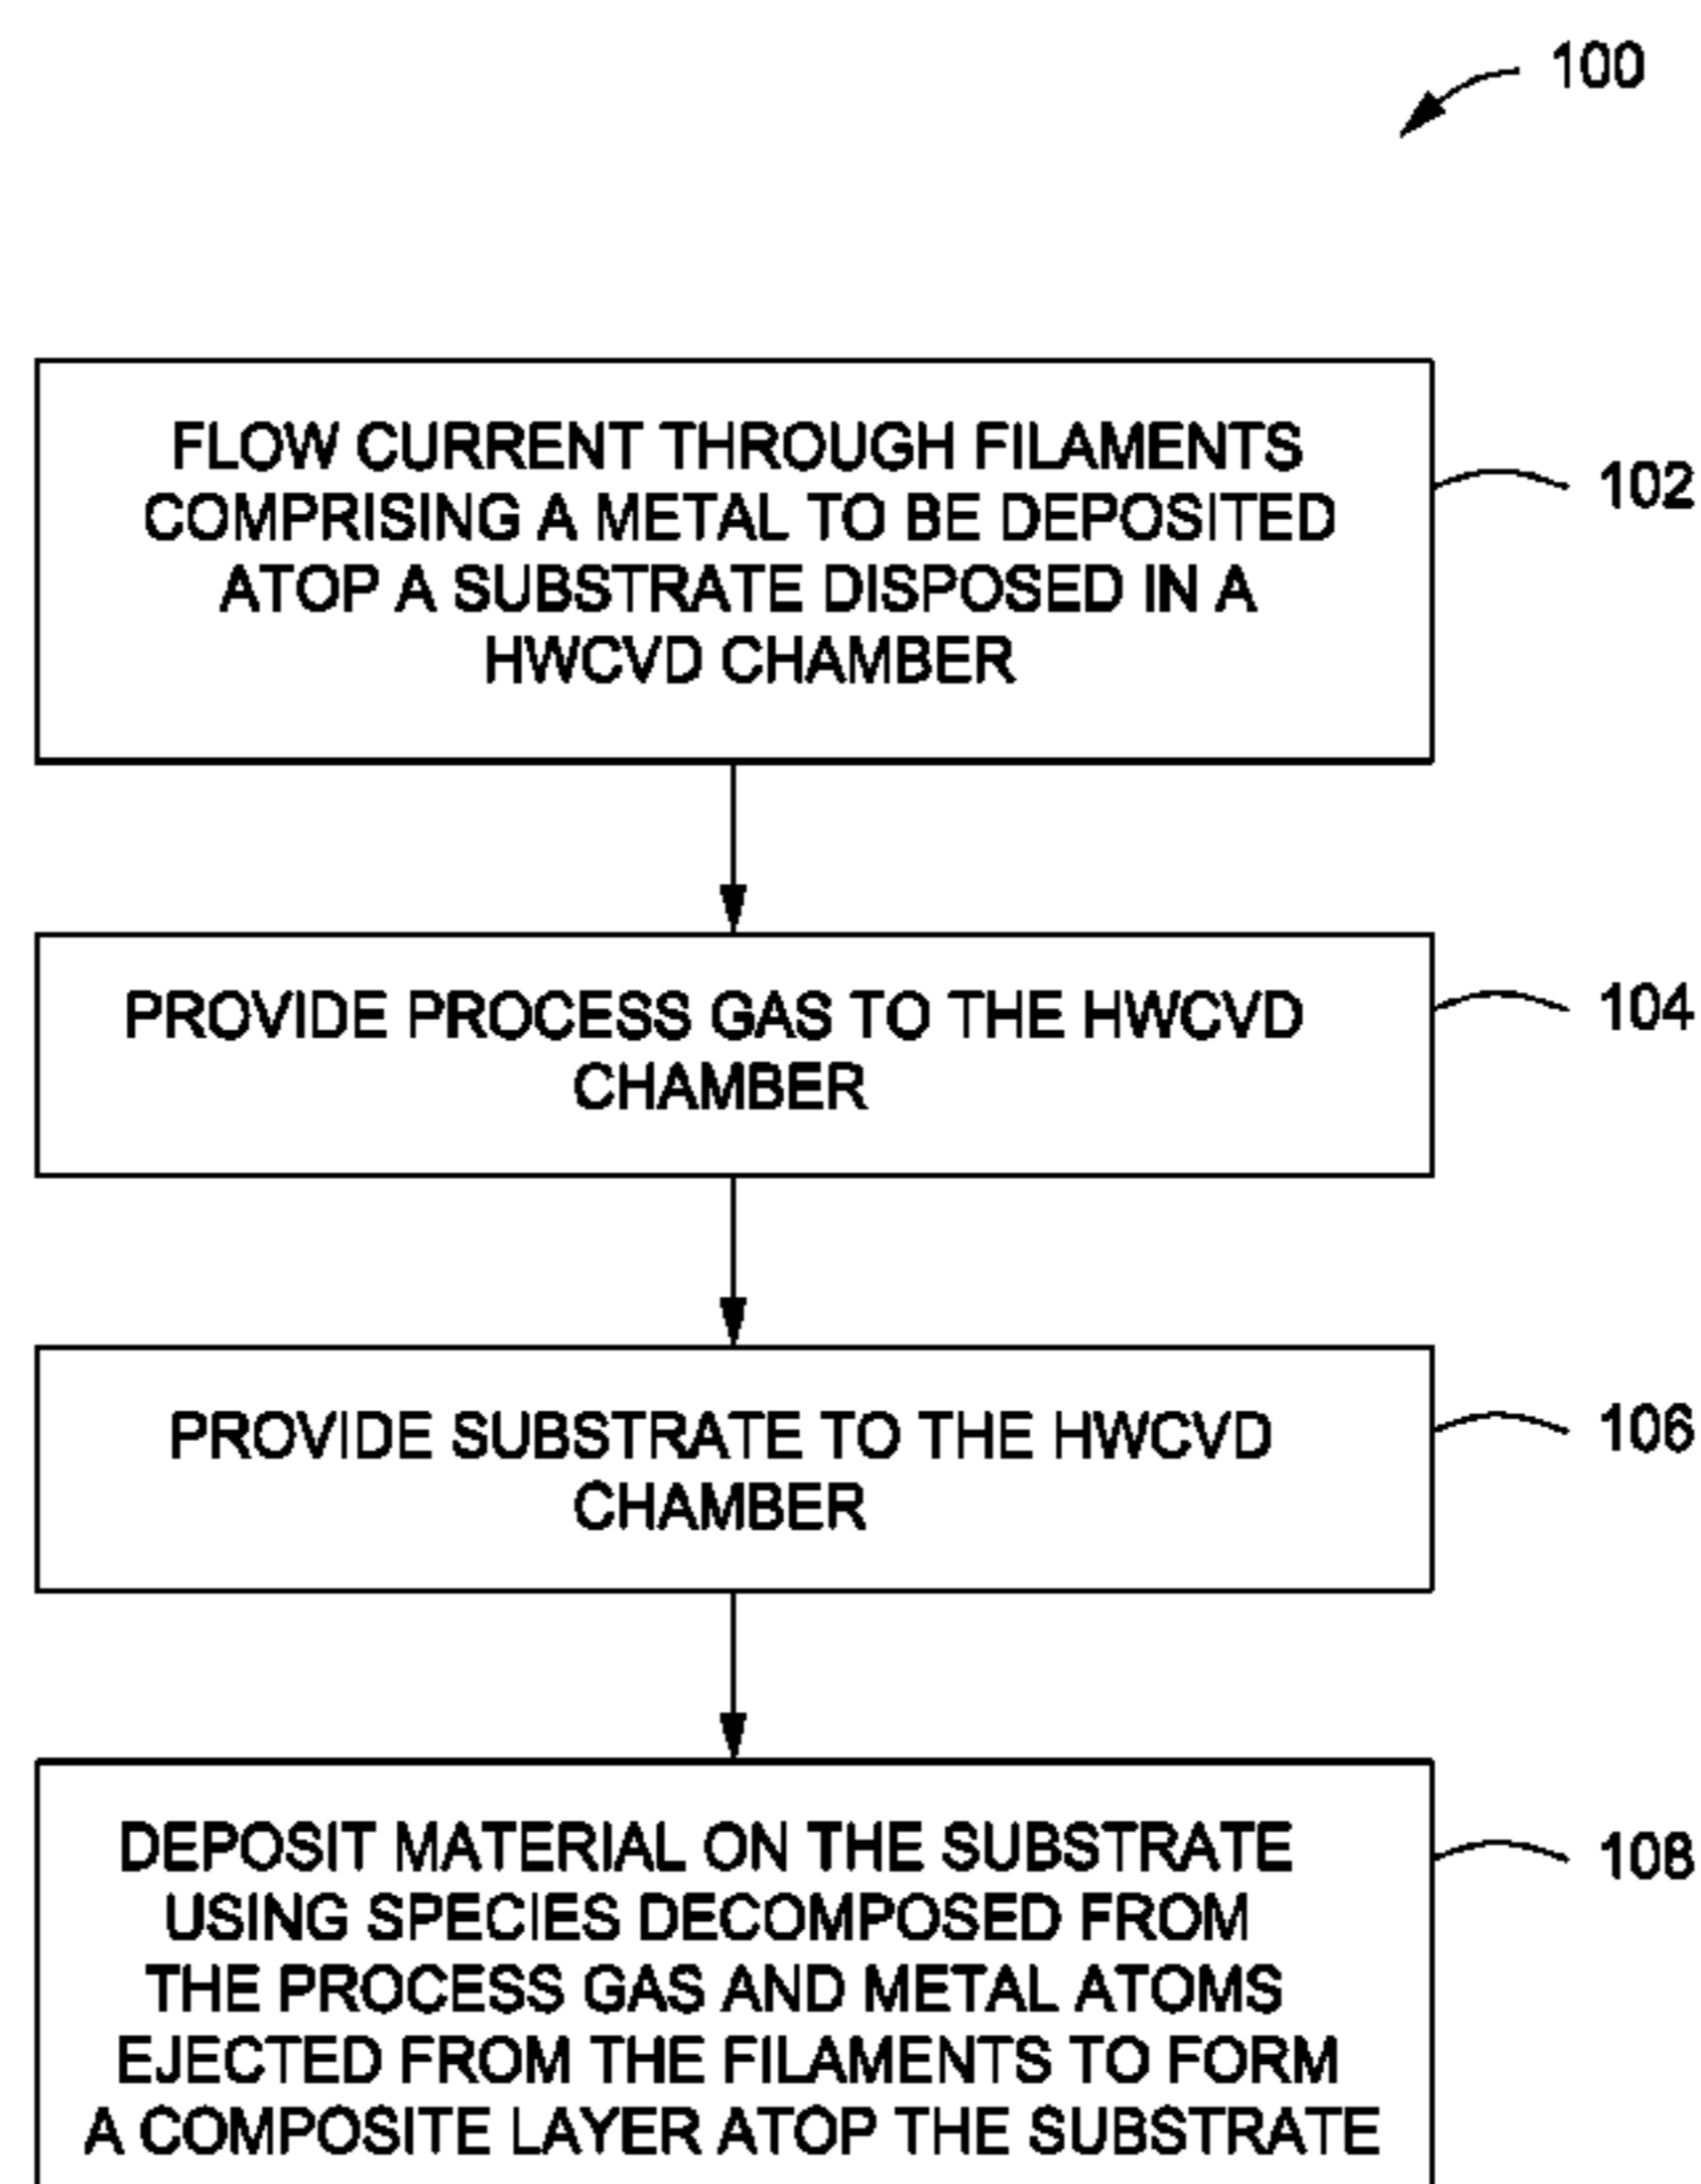 100
FLOW CURRENT THROUGH FILAMENTS
COMPRISING A METAL TO BE DEPOSITED
ATOP A SUBSTRATE DISPOSED IN A
HWCVD CHAMBER
102
PROVIDE PROCESS GAS TO THE HWCVD
CHAMBER
104
PROVIDE SUBSTRATE TO THE HWCVD
CHAMBER
106
DEPOSIT MATERIAL ON THE SUBSTRATE
USING SPECIES DECOMPOSED FROM
THE PROCESS GAS AND METAL ATOMS
EJECTED FROM THE FILAMENTS TO FORM
A COMPOSITE LAYER ATOP THE SUBSTRATE
108